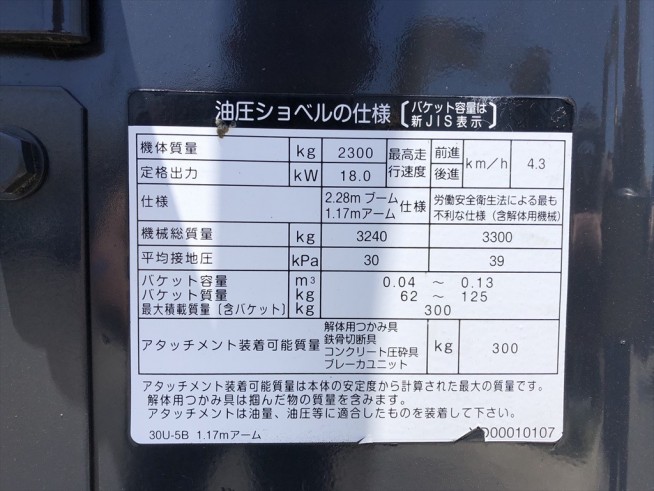 油圧ショベルの仕様 〔バケット容量は
新JIS表示〕
機体質量 kg 2300 最高走行速度 前進 後進 km/h 4.3
定格出力 kW 18.0
仕様 2.28m ブーム 1.17mアーム 仕様 労働安全衛生法による最も不利な仕様(含解体用機械)
機械総質量 kg 3240 3300
平均接地圧 kPa 30 39
バケット容量 m³ 0.04 ～ 0.13
バケット質量 kg 62 ～ 125
最大積載質量〔含バケット〕 kg 300
アタッチメント装着可能質量 解体用つかみ具 鉄骨切断具 コンクリート圧砕具 ブレーカユニット kg 300
アタッチメント装着可能質量は本体の安定度から計算された最大の質量です。
解体用つかみ具は掴んだ物の質量を含みます。
アタッチメントは油量、油圧等に適合したものを装着して下さい。
30U-5B 1.17mアーム D00010107